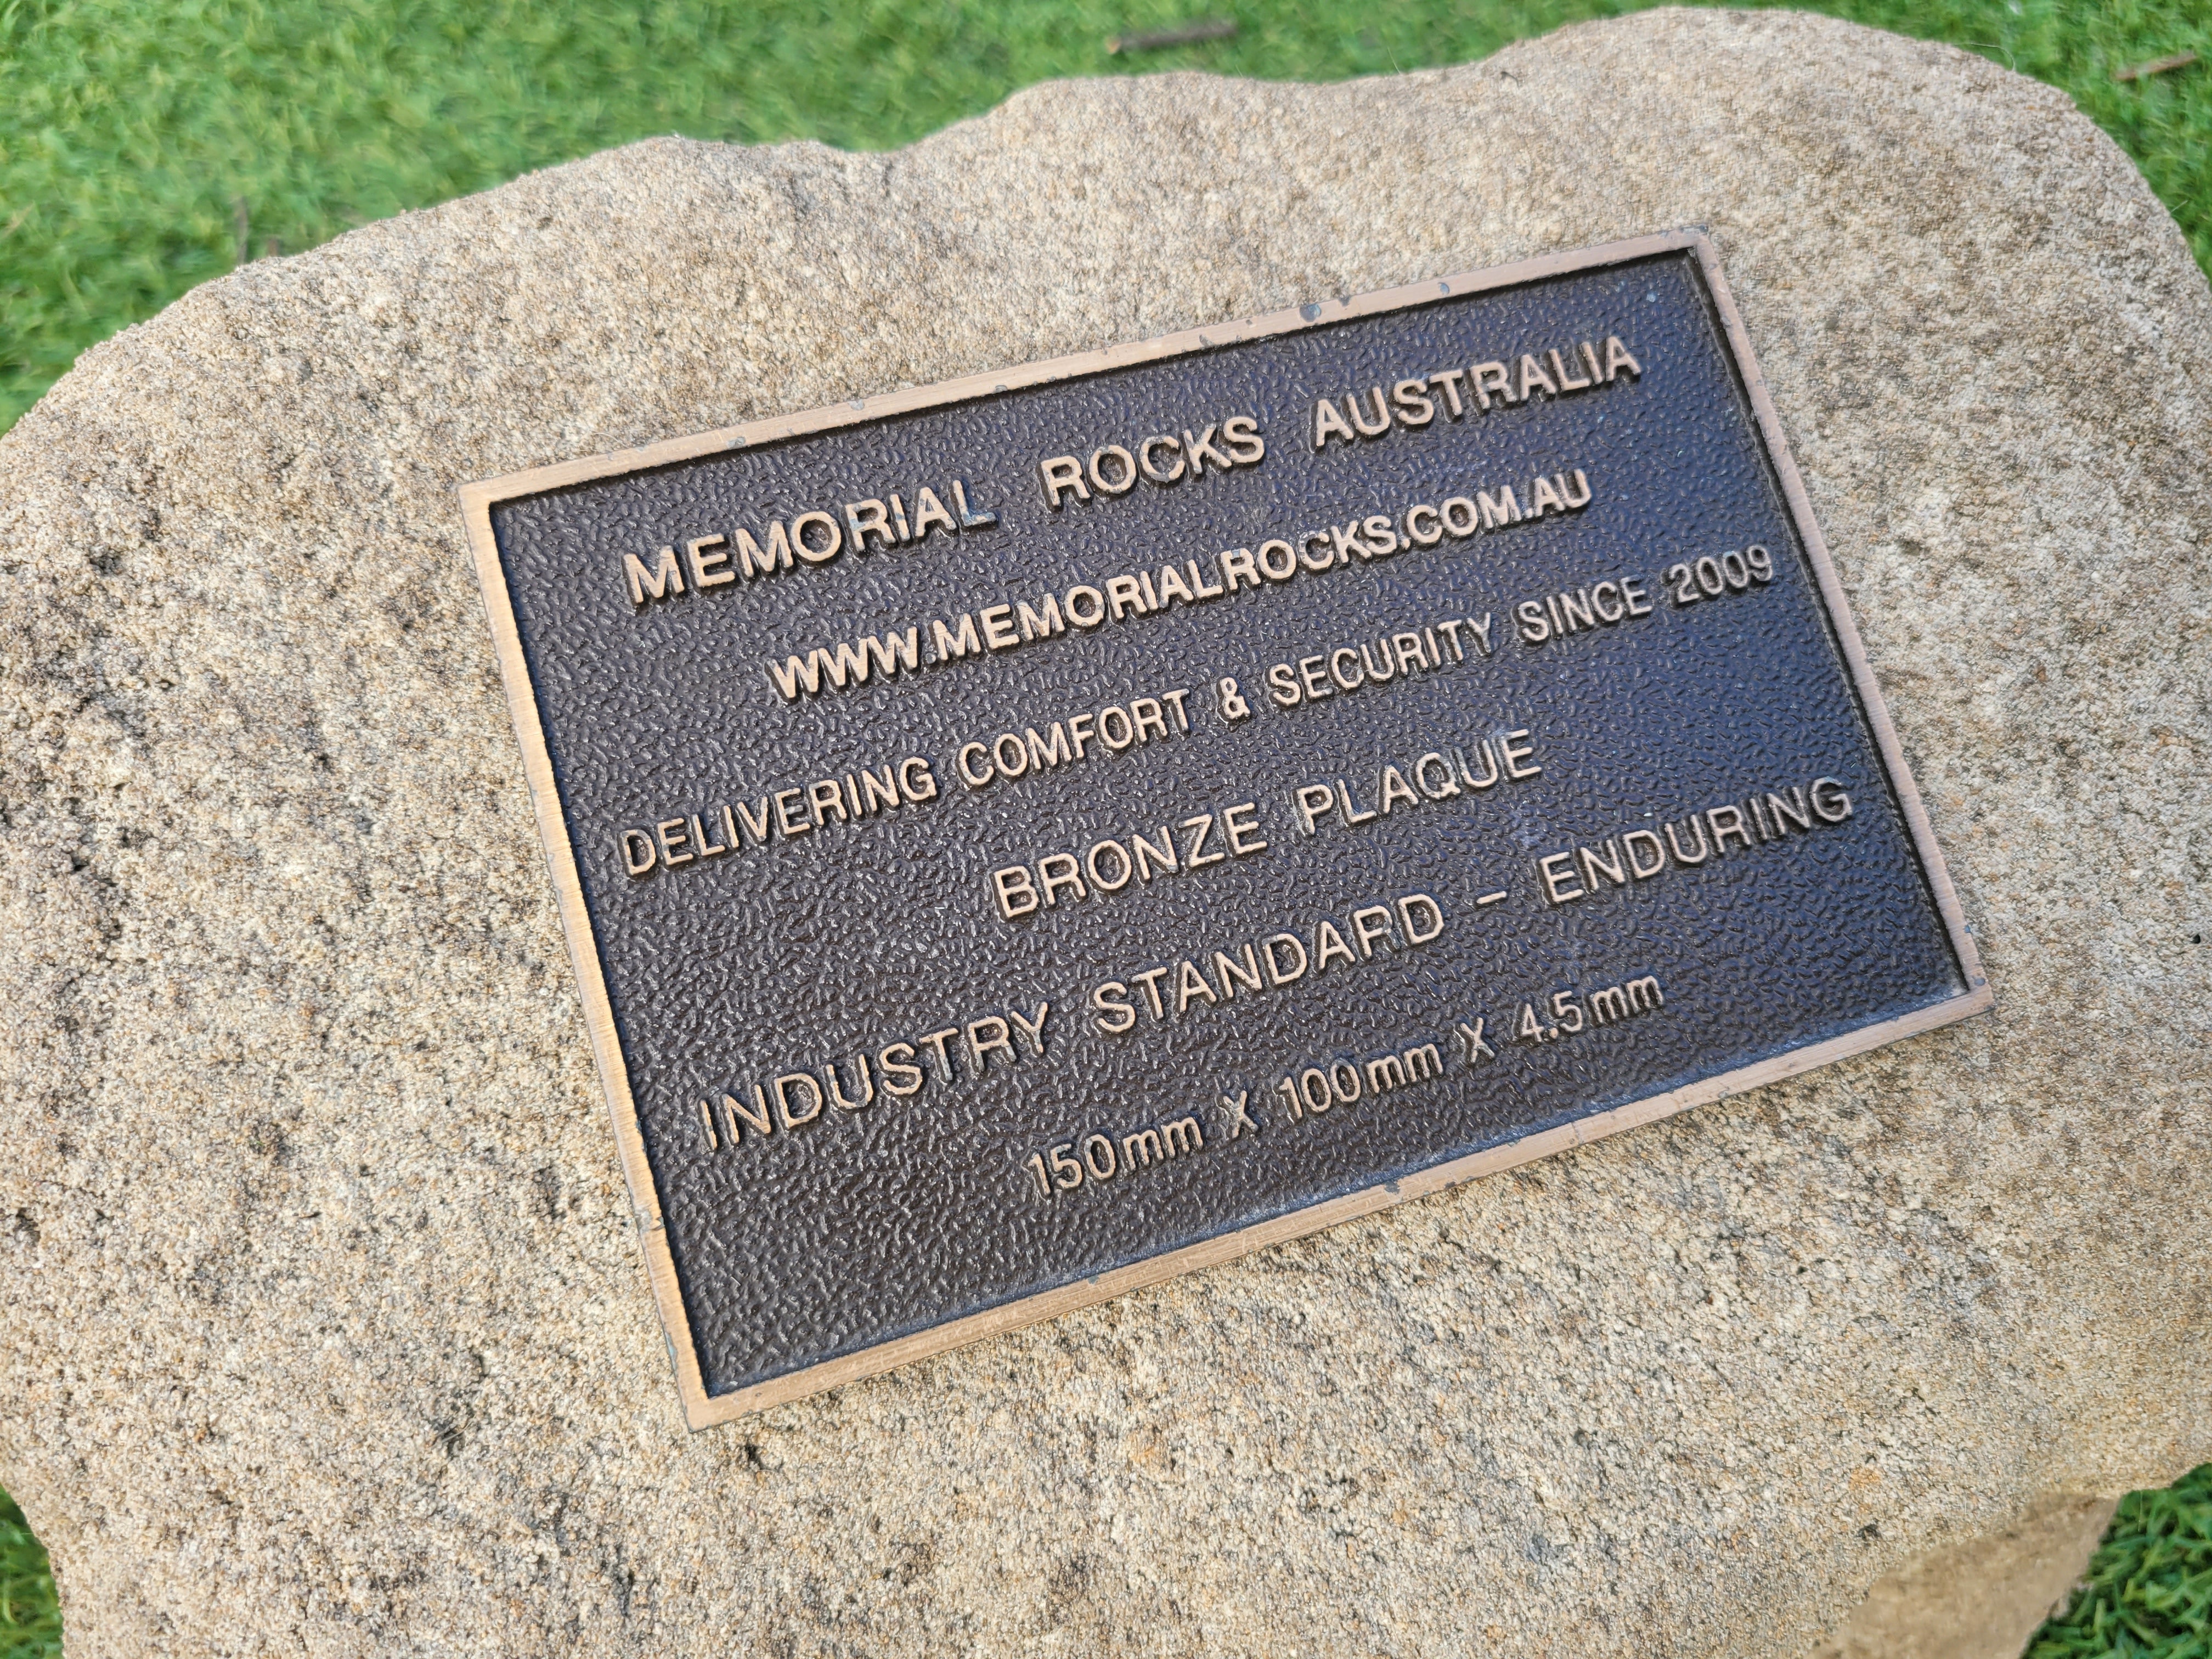 MEMORIAL ROCKS AUSTRALIA
WWW.MEMORIALROCKS.COM.AU
DELIVERING COMFORT & SECURITY SINCE 2009
BRONZE PLAQUE
INDUSTRY STANDARD - ENDURING
150mm X 100mm X 4.5mm